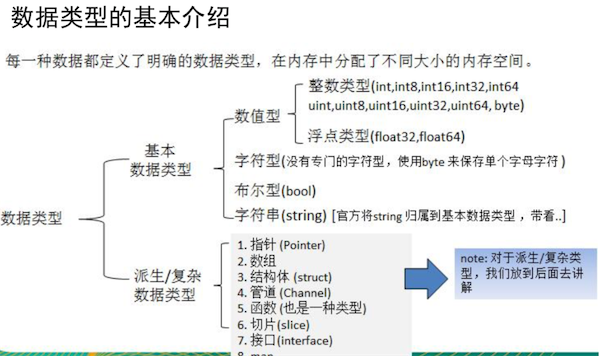 数据类型的基本介绍
每一种数据都定义了明确的数据类型，在内存中分配了不同大小的内存空间。
数据类型
基本
数据类型
数值型
整数类型(int,int8,int16,int32,int64
uint,uint8,uint16,uint32,uint64, byte)
浮点类型(float32,float64)
字符型(没有专门的字符型，使用byte 来保存单个字母字符)
布尔型(bool)
字符串(string) [官方将string 归属到基本数据类型 ，带看..]
派生/复杂
数据类型
1. 指针 (Pointer)
2. 数组
3. 结构体 (struct)
4. 管道 (Channel)
5. 函数 (也是一种类型)
6. 切片(slice)
7. 接口(interface)
8. map
note: 对于派生/复杂类
型，我们放到后面去讲
解